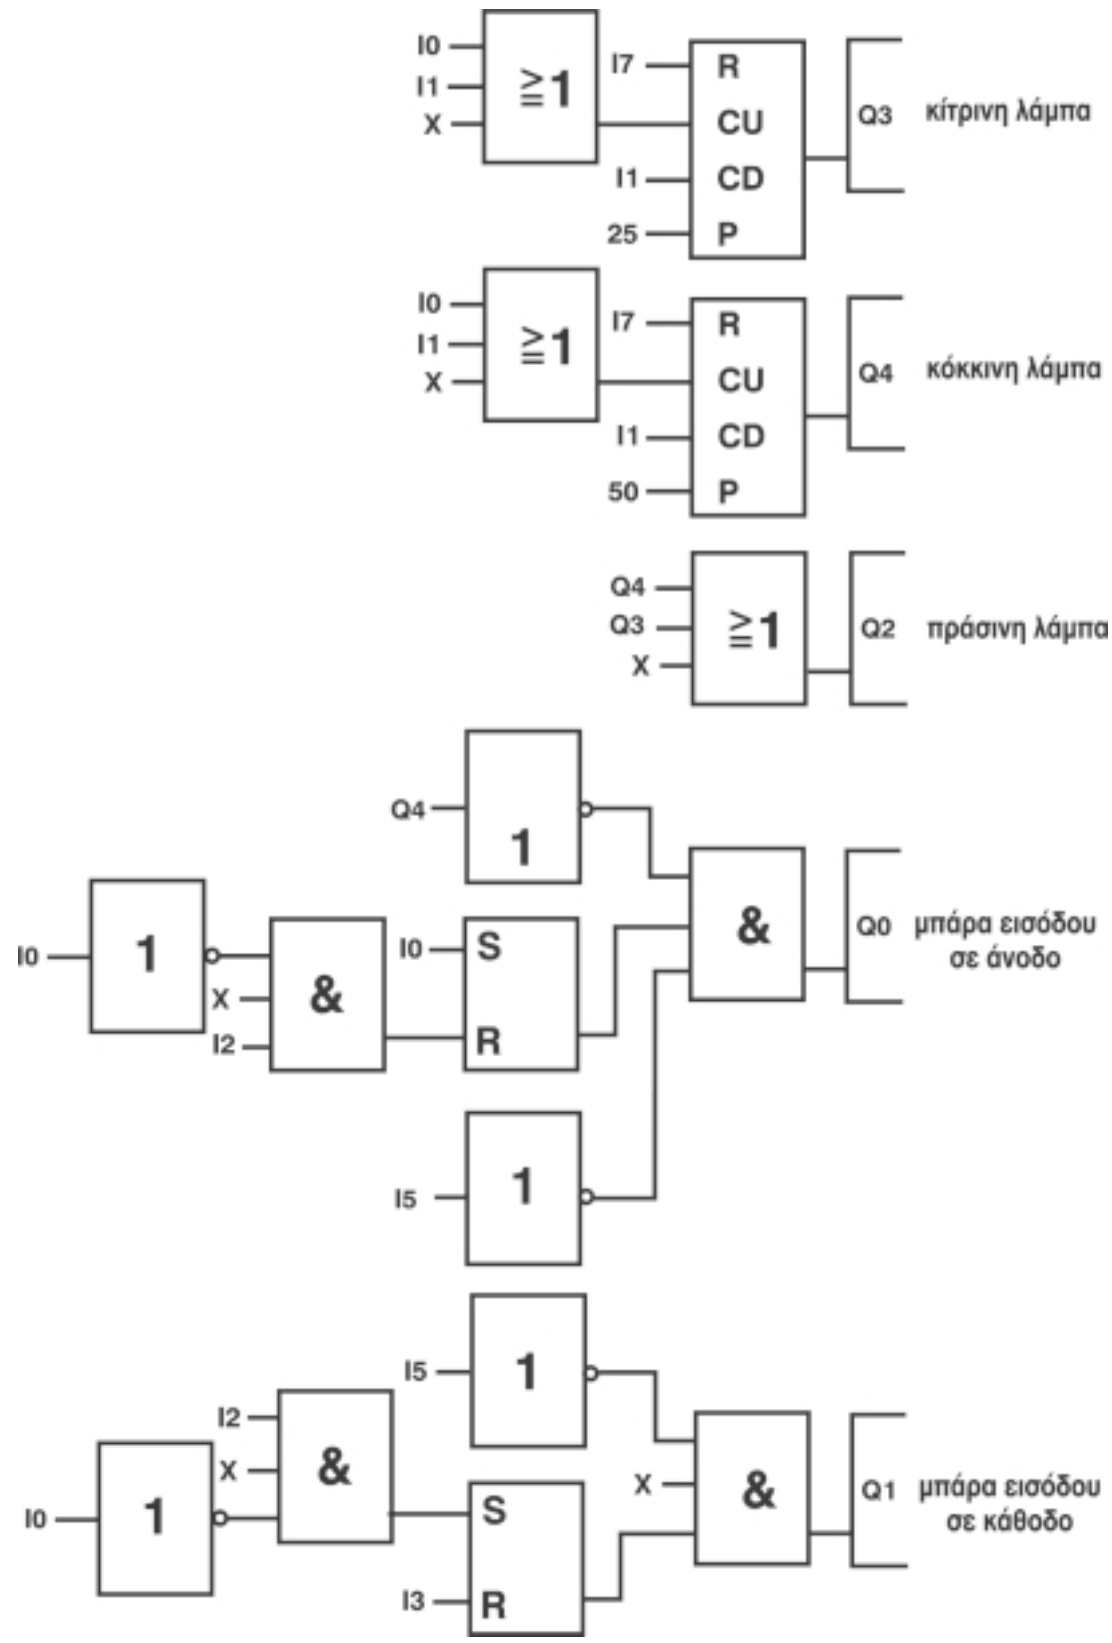 I0
I1
X
≧1
I7
R
CU
I1
CD
25
P
Q3
κίτρινη λάμπα
I0
I1
X
≧1
I7
R
CU
I1
CD
50
P
Q4
κόκκινη λάμπα
Q4
Q3
X
≧1
Q2
πράσινη λάμπα
Q4
1
I0
1
X
I2
&
I0
S
R
&
Q0
μπάρα εισόδου
σε άνοδο
I5
1
I5
1
I2
X
I0
1
&
S
I3
R
X
&
Q1
μπάρα εισόδου
σε κάθοδο